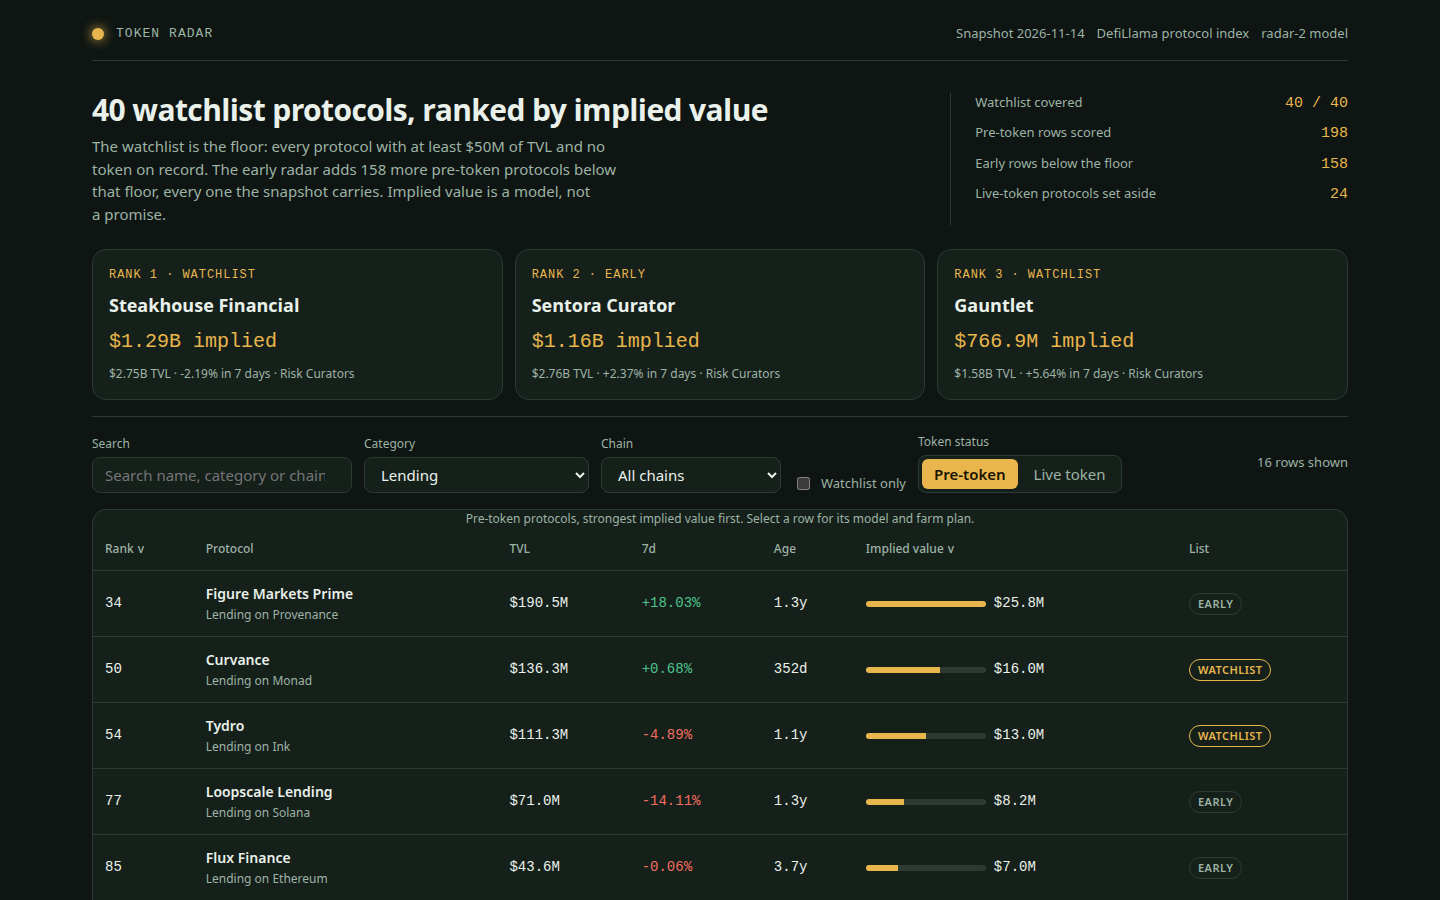 TOKEN RADAR
Snapshot 2026-11-14 DefiLlama protocol index radar-2 model
40 watchlist protocols, ranked by implied value
The watchlist is the floor: every protocol with at least $50M of TVL and no
token on record. The early radar adds 158 more pre-token protocols below
that floor, every one the snapshot carries. Implied value is a model, not
a promise.
Watchlist covered 40 / 40
Pre-token rows scored 198
Early rows below the floor 158
Live-token protocols set aside 24
RANK 1 · WATCHLIST
Steakhouse Financial
$1.29B implied
$2.75B TVL · -2.19% in 7 days · Risk Curators
RANK 2 · EARLY
Sentora Curator
$1.16B implied
$2.76B TVL · +2.37% in 7 days · Risk Curators
RANK 3 · WATCHLIST
Gauntlet
$766.9M implied
$1.58B TVL · +5.64% in 7 days · Risk Curators
Search
Search name, category or chain
Category
Lending
Chain
All chains
Watchlist only
Token status
Pre-token Live token
16 rows shown
Pre-token protocols, strongest implied value first. Select a row for its model and farm plan.
Rank v Protocol TVL 7d Age Implied value v List
34 Figure Markets Prime $190.5M +18.03% 1.3y $25.8M EARLY
Lending on Provenance
50 Curvance $136.3M +0.68% 352d $16.0M WATCHLIST
Lending on Monad
54 Tydro $111.3M -4.89% 1.1y $13.0M WATCHLIST
Lending on Ink
77 Loopscale Lending $71.0M -14.11% 1.3y $8.2M EARLY
Lending on Solana
85 Flux Finance $43.6M -0.06% 3.7y $7.0M EARLY
Lending on Ethereum